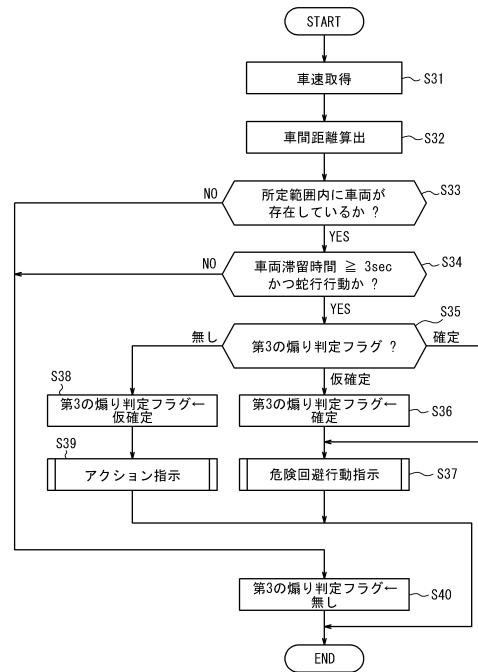 START
車速取得
S31
車間距離算出
S32
所定範囲内に車両が
存在しているか ?
S33
NO
YES
車両滞留時間 ≧ 3sec
かつ蛇行行動か ?
S34
NO
YES
第3の煽り判定フラグ ?
S35
無し
確定
仮確定
S38
第3の煽り判定フラグ←
仮確定
第3の煽り判定フラグ←
確定
S36
S39
アクション指示
危険回避行動指示
S37
第3の煽り判定フラグ←
無し
S40
END